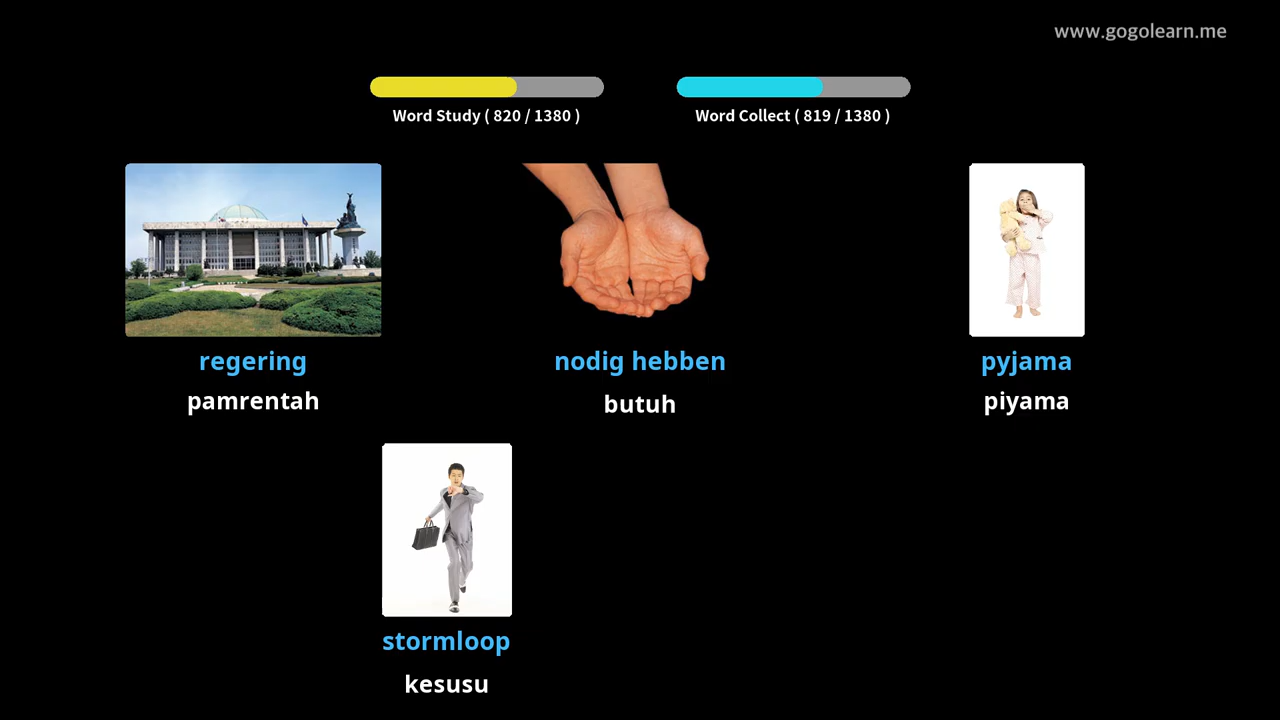 www.gogolearn.me
Word Study ( 820 / 1380 )
Word Collect ( 819 / 1380 )
regering
nodig hebben
pyjama
pamrentah
butuh
piyama
stormloop
kesusu